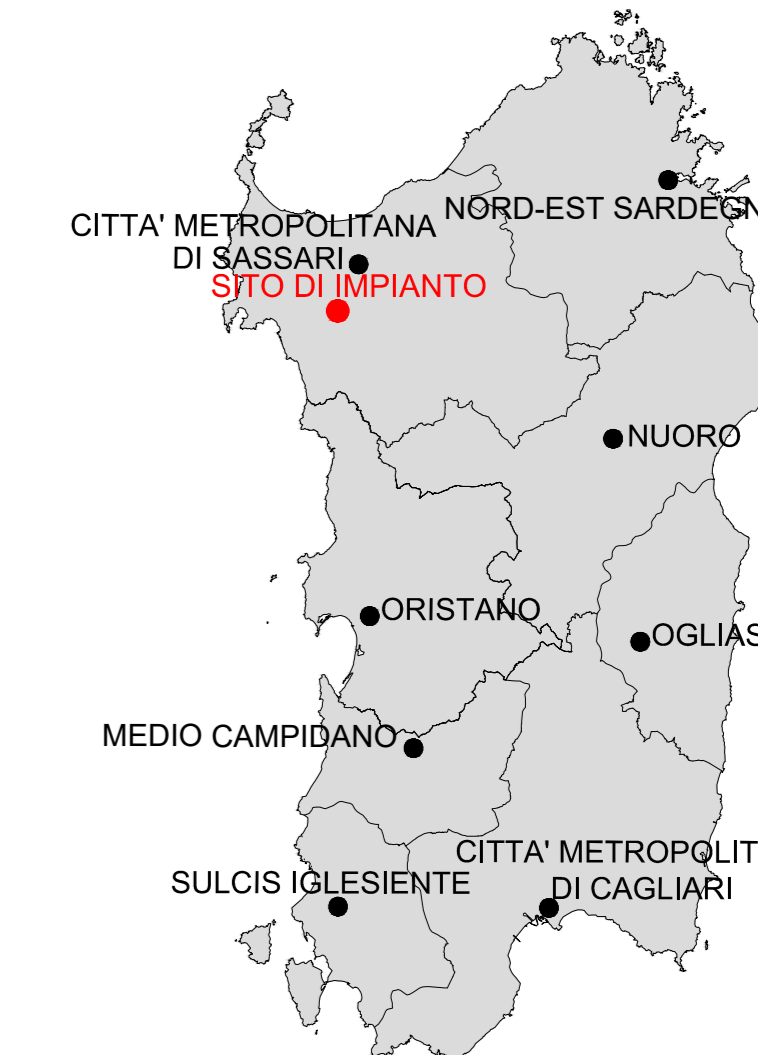 NORD-EST SARDEGN
CITTA' METROPOLITANA
DI SASSARI
SITO DI IMPIANTO
NUORO
ORISTANO
OGLIAS
MEDIO CAMPIDANO
CITTA' METROPOLIT
DI CAGLIARI
SULCIS IGLESIENTE